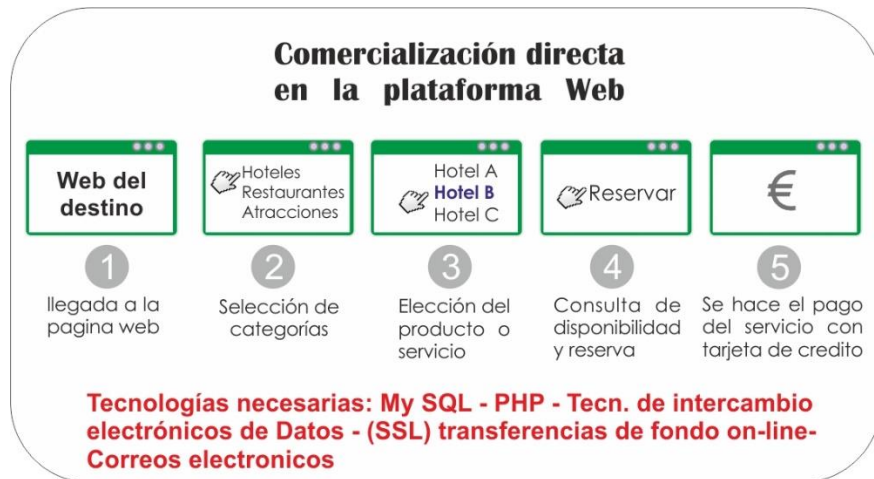 Comercialización directa
en la plataforma Web
Web del
destino
Hoteles
Restaurantes
Atracciones
Hotel A
Hotel B
Hotel C
Reservar
€
1
llegada a la
pagina web
2
Selección de
categorías
3
Elección del
producto o
servicio
4
Consulta de
disponibilidad
y reserva
5
Se hace el pago
del servicio con
tarjeta de credito
Tecnologías necesarias: My SQL - PHP - Tecn. de intercambio
electrónicos de Datos - (SSL) transferencias de fondo on-line-
Correos electronicos